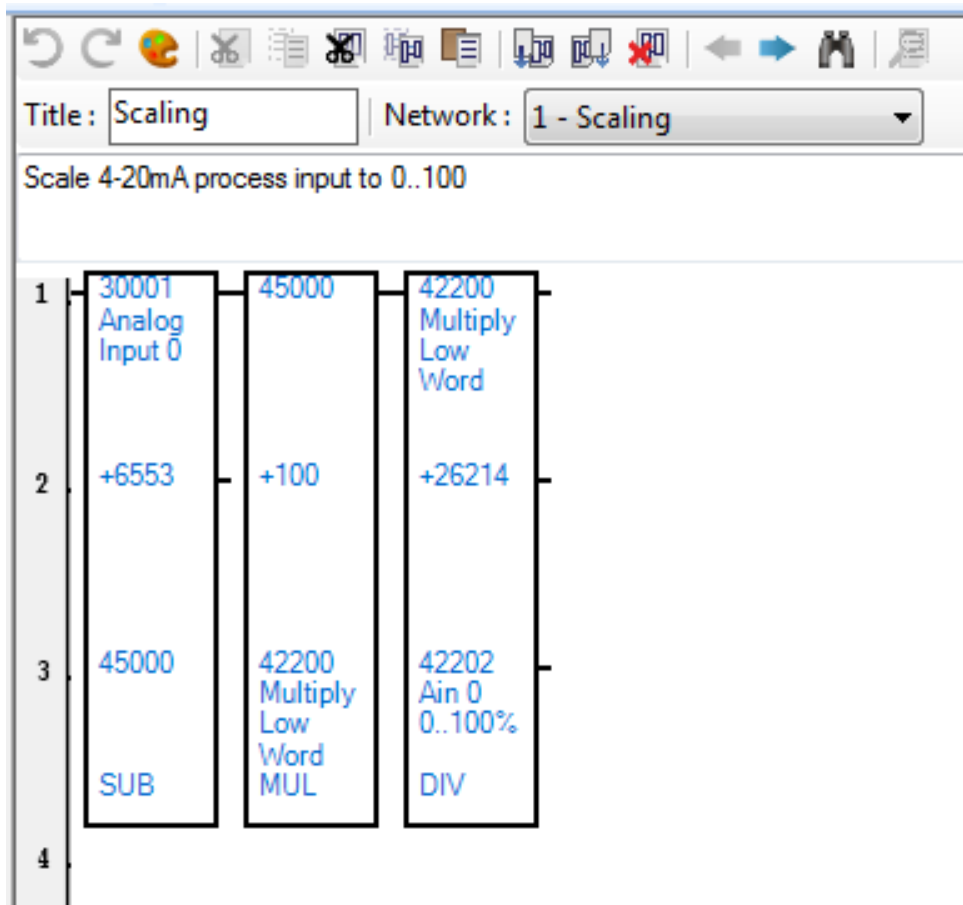 Title : Scaling Network : 1 - Scaling
Scale 4-20mA process input to 0..100
1 30001 45000 42200
Analog Multiply
Input 0 Low
Word
2 +6553 +100 +26214
3 45000 42200 42202
Multiply Ain 0
Low 0..100%
Word
SUB MUL DIV
4